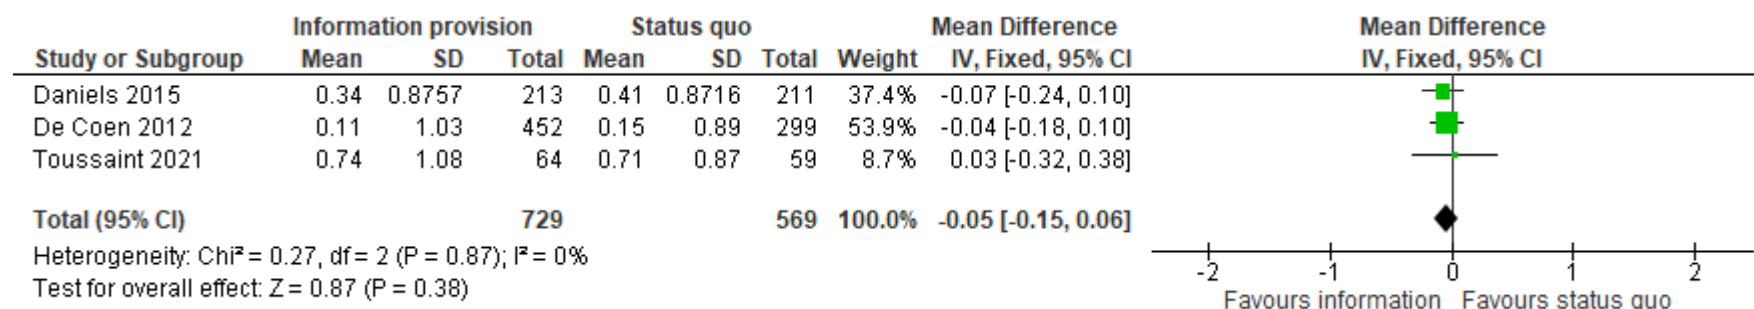 Information provision Status quo Mean Difference Mean Difference
Study or Subgroup Mean SD Total Mean SD Total Weight IV, Fixed, 95% CI IV, Fixed, 95% CI
Daniels 2015 0.34 0.8757 213 0.41 0.8716 211 37.4% -0.07 [-0.24, 0.10]
De Coen 2012 0.11 1.03 452 0.15 0.89 299 53.9% -0.04 [-0.18, 0.10]
Toussaint 2021 0.74 1.08 64 0.71 0.87 59 8.7% 0.03 [-0.32, 0.38]
Total (95% CI) 729 569 100.0% -0.05 [-0.15, 0.06]
Heterogeneity: Chi² = 0.27, df = 2 (P = 0.87); I² = 0%
Test for overall effect: Z = 0.87 (P = 0.38)
-2 -1 0 1 2
Favours information Favours status quo